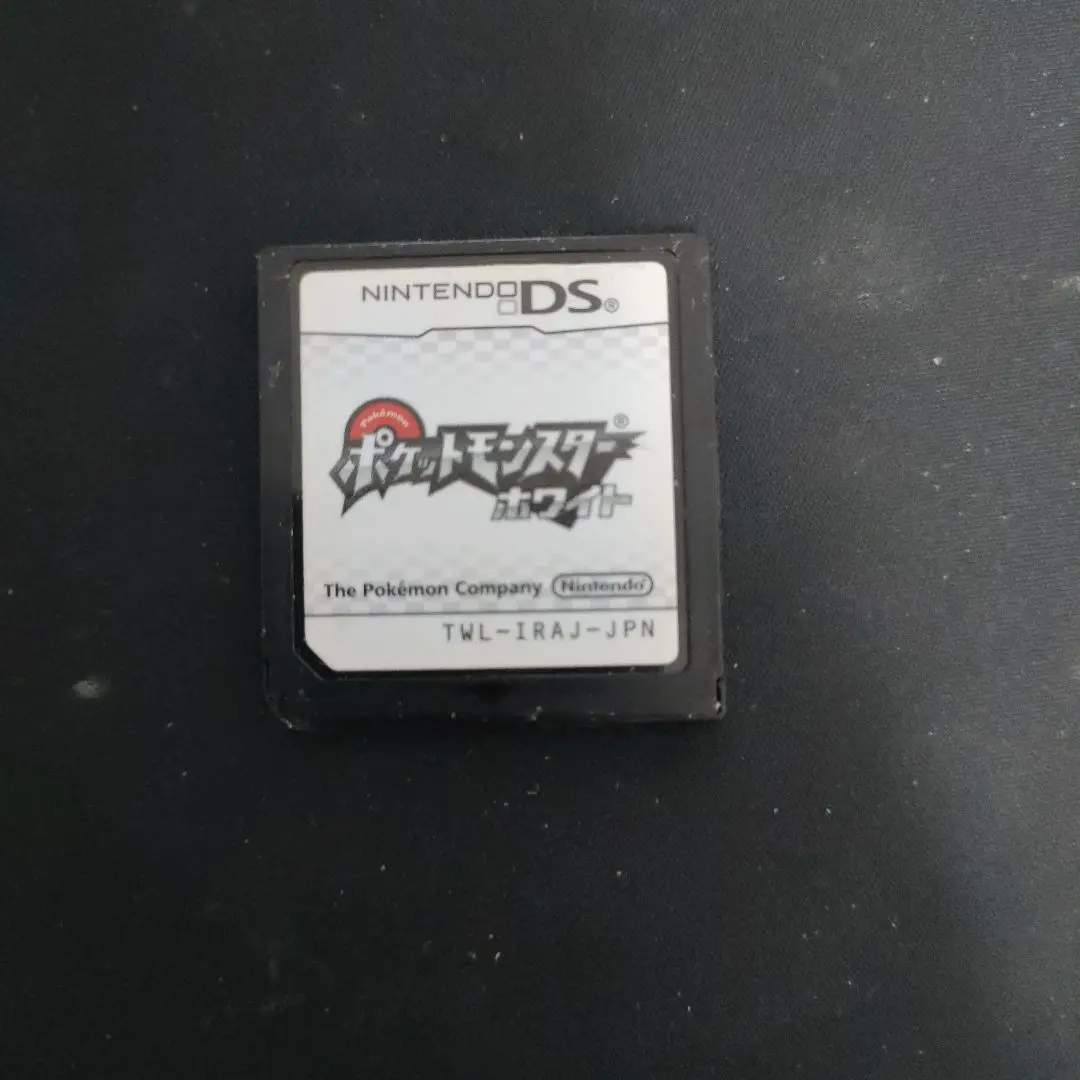 NINTENDO DS®
Pokémon
ポケットモンスター®
ホワイト
The Pokémon Company Nintendo®
TWL-IRAJ-JPN